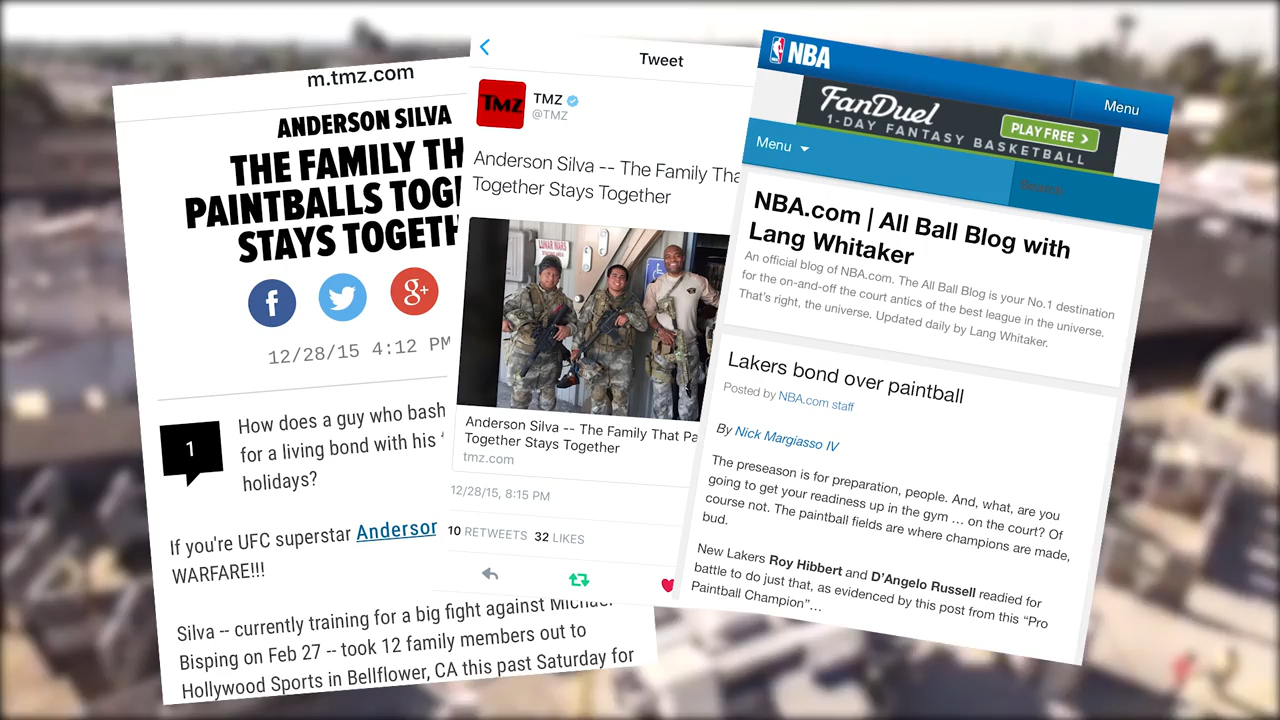 m.tmz.com
ANDERSON SILVA
THE FAMILY TH
PAINTBALLS TOG
STAYS TOGETH
12/28/15 4:12 PM
1
How does a guy who bash
for a living bond with his
holidays?
If you're UFC superstar Anderson
WARFARE!!!
Silva -- currently training for a big fight against Michael
Bisping on Feb 27 -- took 12 family members out to
Hollywood Sports in Bellflower, CA this past Saturday for
Tweet
TMZ
TMZ
@TMZ
Anderson Silva -- The Family Tha
Together Stays Together
LUNAR WARS
Anderson Silva -- The Family That Pa
Together Stays Together
tmz.com
12/28/15, 8:15 PM
10 RETWEETS 32 LIKES
NBA
Menu
FanDuel
1-DAY FANTASY BASKETBALL
PLAY FREE >
Menu
Search
NBA.com | All Ball Blog with
Lang Whitaker
An official blog of NBA.com. The All Ball Blog is your No.1 destination
for the on-and-off the court antics of the best league in the universe.
That's right, the universe. Updated daily by Lang Whitaker.
Lakers bond over paintball
Posted by NBA.com staff
By Nick Margiasso IV
The preseason is for preparation, people. And, what, are you
going to get your readiness up in the gym … on the court? Of
course not. The paintball fields are where champions are made,
bud.
New Lakers Roy Hibbert and D'Angelo Russell readied for
battle to do just that, as evidenced by this post from this "Pro
Paintball Champion"…